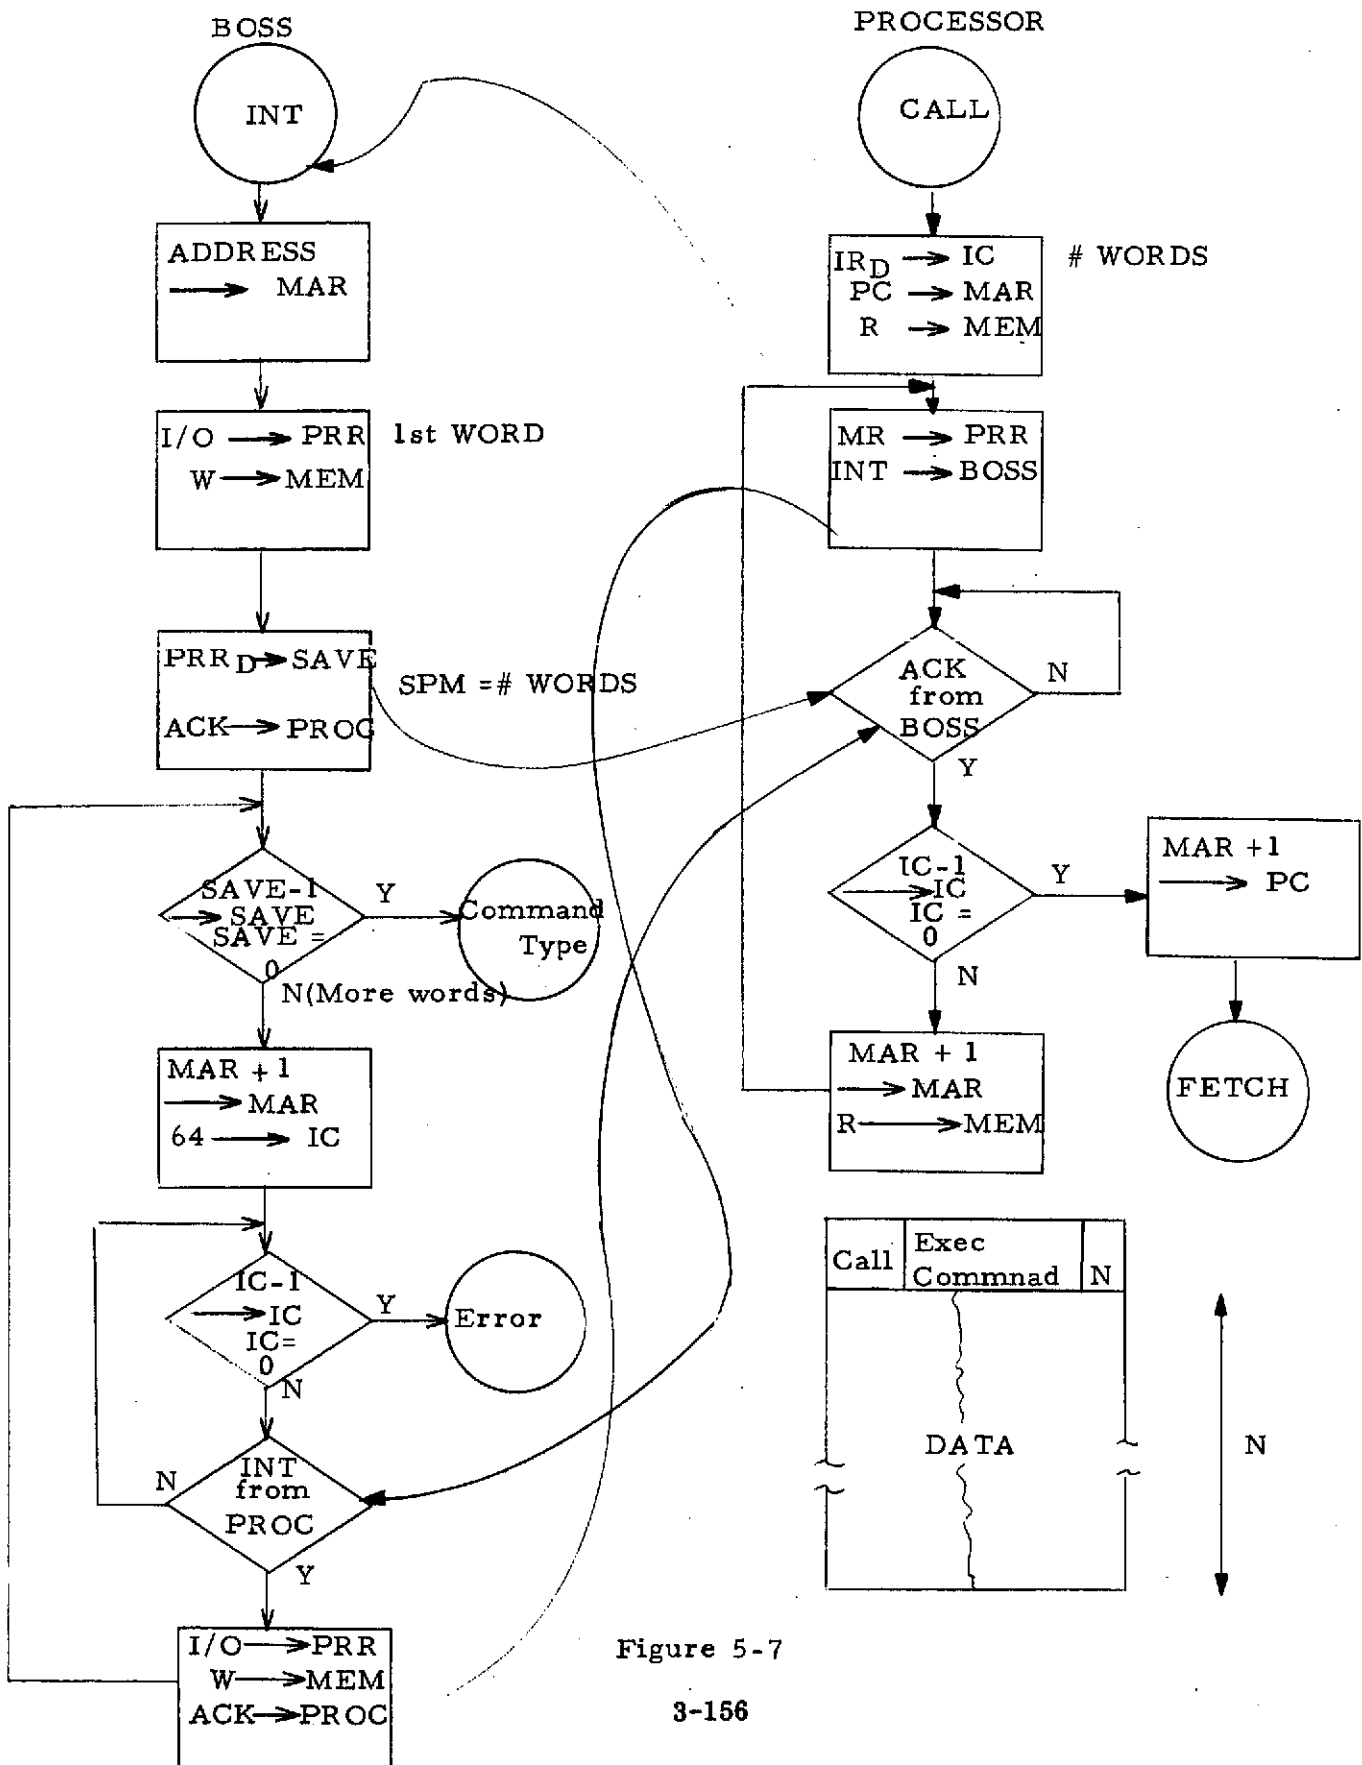 BOSS
INT
ADDRESS
→ MAR
I/O → PRR
W → MEM
1st WORD
PRR D → SAVE
ACK → PROC
SPM = # WORDS
SAVE-1
→ SAVE
SAVE =
0
Y
Command
Type
N(More words)
MAR + 1
→ MAR
64 → IC
IC-1
→ IC
IC=
0
Y
Error
N
INT
from
PROC
N
Y
I/O → PRR
W → MEM
ACK → PROC
PROCESSOR
CALL
IR D → IC
PC → MAR
R → MEM
# WORDS
MR → PRR
INT → BOSS
ACK
from
BOSS
N
Y
IC-1
→ IC
IC =
0
Y
MAR +1
→ PC
FETCH
N
MAR + 1
→ MAR
R → MEM
Call
Exec
Commnad
N
DATA
N
Figure 5-7
3-156